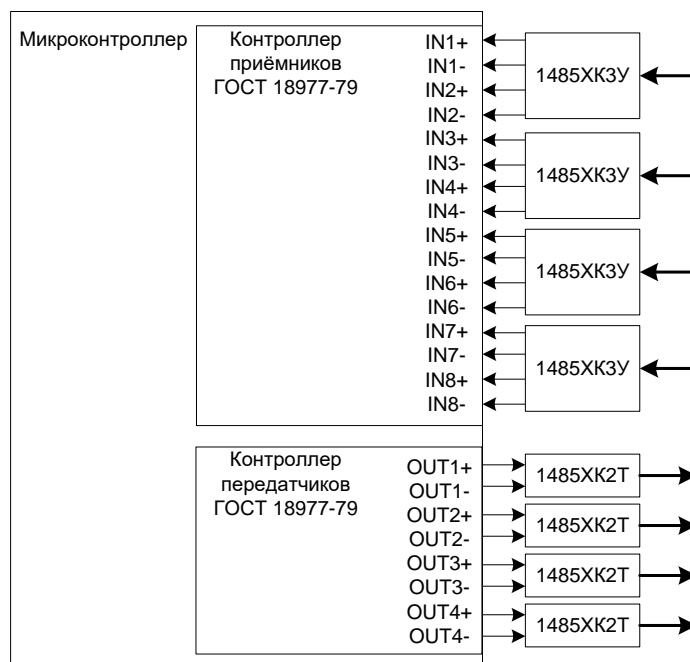 Микроконтроллер
Контроллер
приёмников
ГОСТ 18977-79
IN1+
IN1-
IN2+
IN2-
IN3+
IN3-
IN4+
IN4-
IN5+
IN5-
IN6+
IN6-
IN7+
IN7-
IN8+
IN8-
1485ХК3У
1485ХК3У
1485ХК3У
1485ХК3У
Контроллер
передатчиков
ГОСТ 18977-79
OUT1+
OUT1-
OUT2+
OUT2-
OUT3+
OUT3-
OUT4+
OUT4-
1485ХК2Т
1485ХК2Т
1485ХК2Т
1485ХК2Т